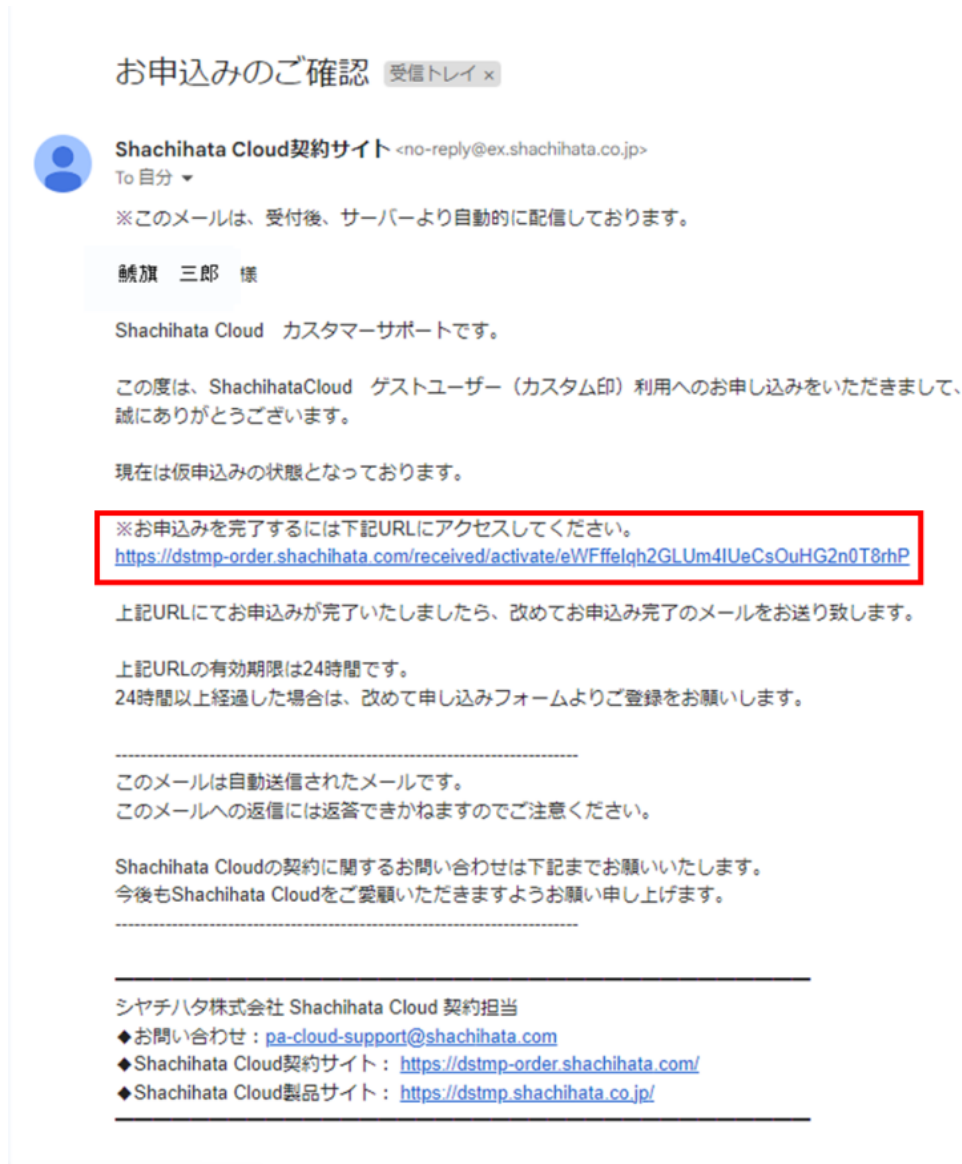 お申込みのご確認 受信トレイ ×
Shachihata Cloud契約サイト <no-reply@ex.shachihata.co.jp>
To 自分
※このメールは、受付後、サーバーより自動的に配信しております。
鯱旗 三郎 様
Shachihata Cloud カスタマーサポートです。
この度は、ShachihataCloud ゲストユーザー（カスタム印）利用へのお申し込みをいただきまして、
誠にありがとうございます。
現在は仮申込みの状態となっております。
※お申込みを完了するには下記URLにアクセスしてください。
https://dstmp-order.shachihata.com/received/activate/eWFffeIqh2GLUm4IUeCsOuHG2n0T8rhP
上記URLにてお申込みが完了いたしましたら、改めてお申込み完了のメールをお送り致します。
上記URLの有効期限は24時間です。
24時間以上経過した場合は、改めて申し込みフォームよりご登録をお願いします。
--------------------------------------------------------------------------
このメールは自動送信されたメールです。
このメールへの返信には返答できかねますのでご注意ください。
Shachihata Cloudの契約に関するお問い合わせは下記までお願いいたします。
今後もShachihata Cloudをご愛顧いただきますようお願い申し上げます。
--------------------------------------------------------------------------
シヤチハタ株式会社 Shachihata Cloud 契約担当
◆お問い合わせ：pa-cloud-support@shachihata.com
◆Shachihata Cloud契約サイト： https://dstmp-order.shachihata.com/
◆Shachihata Cloud製品サイト： https://dstmp.shachihata.co.jp/